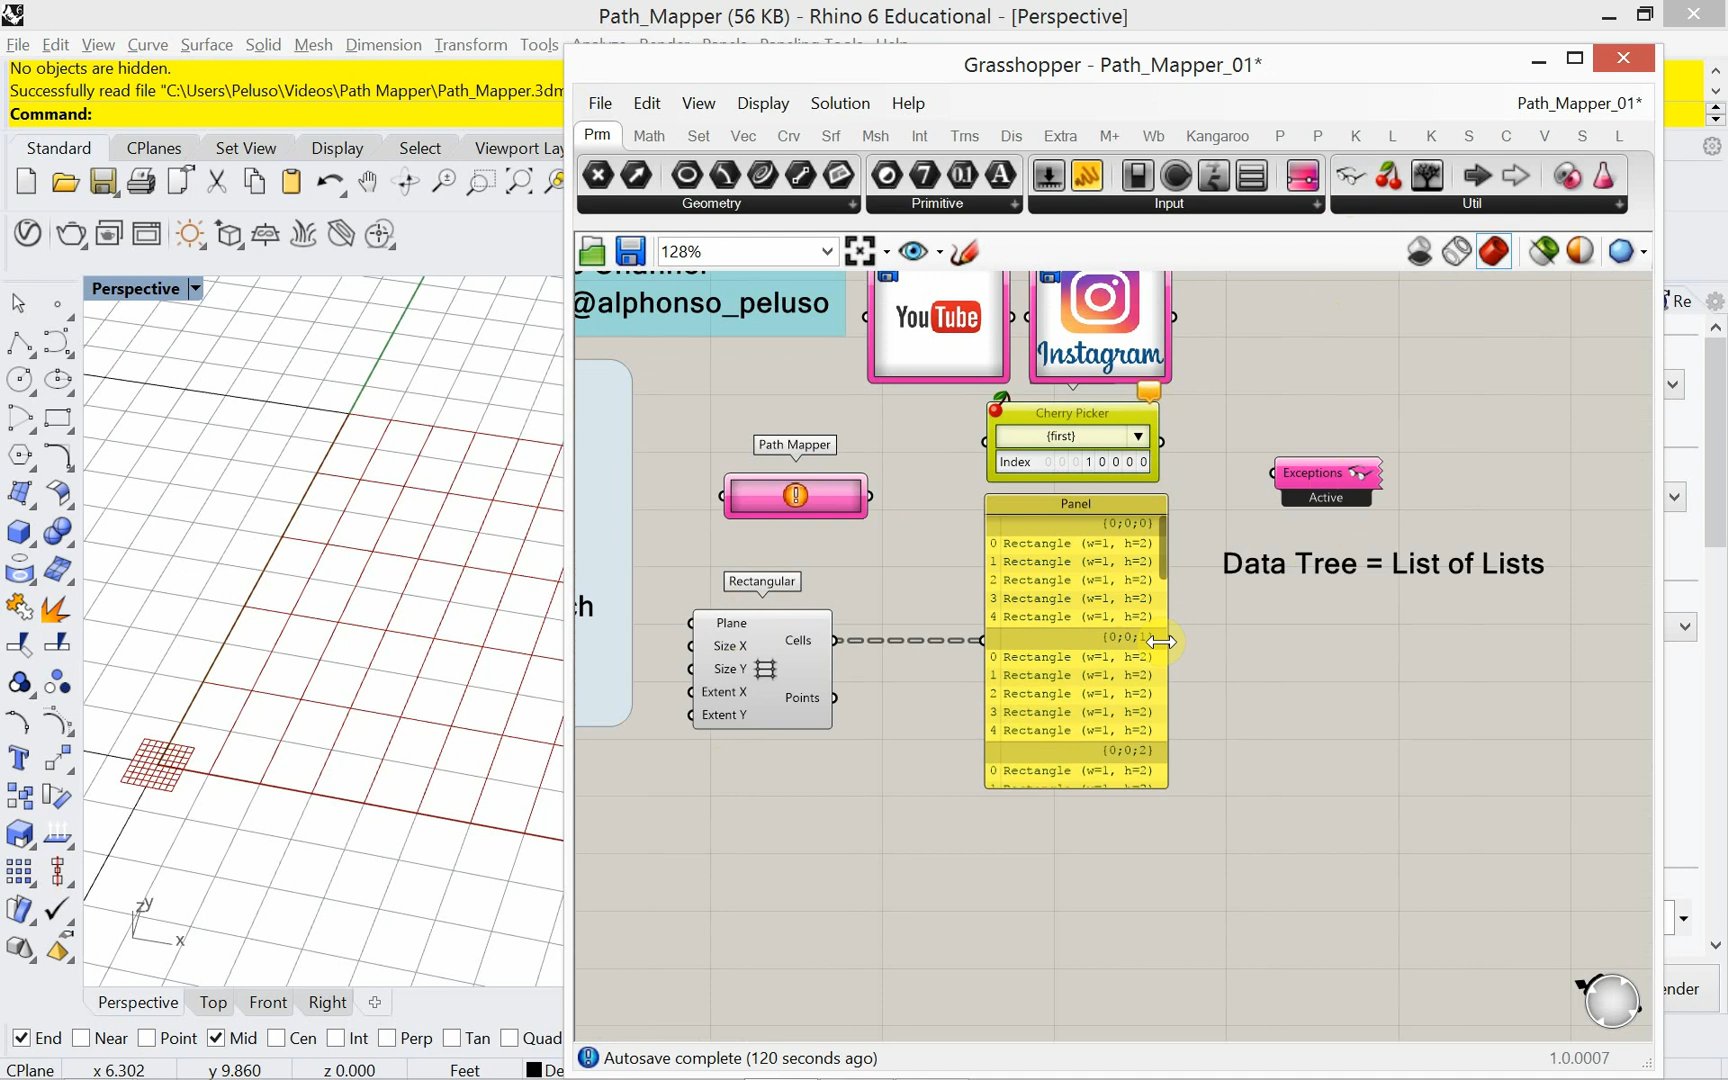 Path_Mapper (56 KB) - Rhino 6 Educational - [Perspective]
File Edit View Curve Surface Solid Mesh Dimension Transform Tools
No objects are hidden.
Successfully read file "C:\Users\Peluso\Videos\Path Mapper\Path_Mapper.3dm
Command:
Standard CPlanes Set View Display Select Viewport Lay
Perspective
zy
x
Perspective Top Front Right
End Near Point Mid Cen Int Perp Tan Quad
CPlane x 6.302 y 9.860 z 0.000 Feet De
Grasshopper - Path_Mapper_01*
File Edit View Display Solution Help Path_Mapper_01*
Prm Math Set Vec Crv Srf Msh Int Trns Dis Extra M+ Wb Kangaroo P P K L K S C V S L
Geometry Primitive Input Util
128%
@alphonso_peluso
YouTube
Instagram
Cherry Picker
{first}
Index 0 0 0 1 0 0 0 0
Path Mapper
Exceptions
Active
Panel
{0;0;0}
0 Rectangle (w=1, h=2)
1 Rectangle (w=1, h=2)
2 Rectangle (w=1, h=2)
3 Rectangle (w=1, h=2)
4 Rectangle (w=1, h=2)
{0;0;1}
0 Rectangle (w=1, h=2)
1 Rectangle (w=1, h=2)
2 Rectangle (w=1, h=2)
3 Rectangle (w=1, h=2)
4 Rectangle (w=1, h=2)
{0;0;2}
0 Rectangle (w=1, h=2)
Data Tree = List of Lists
Rectangular
Plane
Size X
Size Y
Extent X
Extent Y
Cells
Points
ch
Re
ender
Autosave complete (120 seconds ago) 1.0.0007